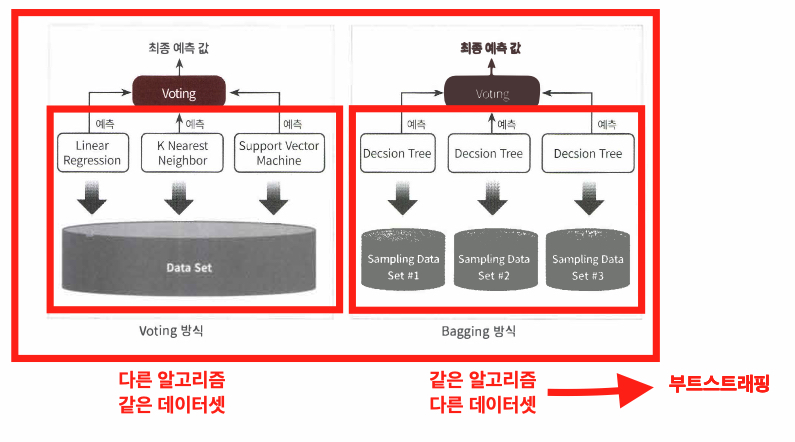 최종 예측 값
Voting
예측
예측
예측
Linear Regression
K Nearest Neighbor
Support Vector Machine
Data Set
Voting 방식
최종 예측 값
Voting
예측
예측
예측
Decsion Tree
Decsion Tree
Decsion Tree
Sampling Data Set #1
Sampling Data Set #2
Sampling Data Set #3
Bagging 방식
다른 알고리즘
같은 데이터셋
같은 알고리즘
다른 데이터셋
부트스트래핑